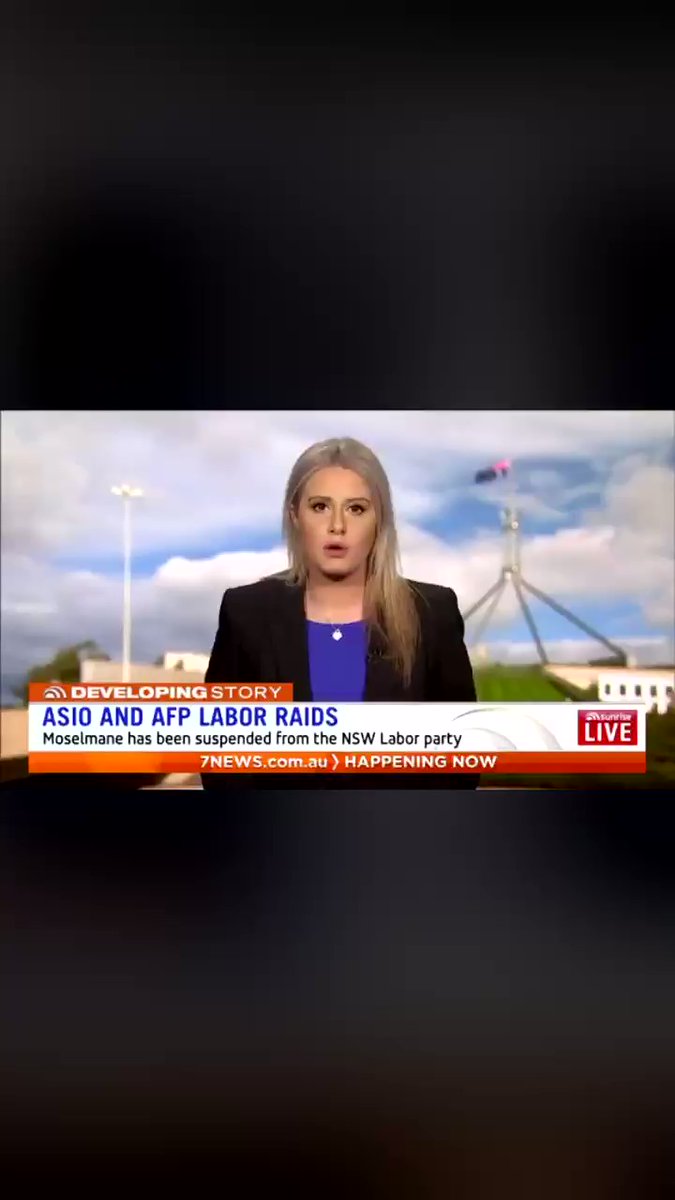 DEVELOPING STORY
ASIO AND AFP LABOR RAIDS
Moselmane has been suspended from the NSW Labor party
sunrise
LIVE
7NEWS.com.au HAPPENING NOW